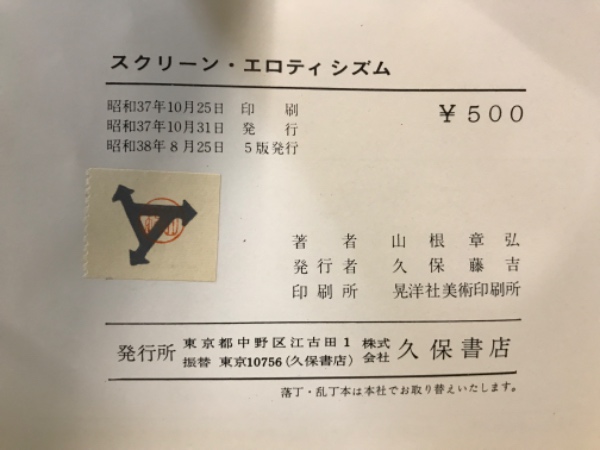 スクリーン・エロティシズム
昭和37年10月25日 印刷
昭和37年10月31日 発行
昭和38年8月25日 5版発行
¥500
著者 山根章弘
発行者 久保藤吉
印刷所 晃洋社美術印刷所
発行所 東京都中野区江古田1 株式会社 久保書店
振替 東京10756(久保書店)
落丁・乱丁本は本社でお取り替えいたします。